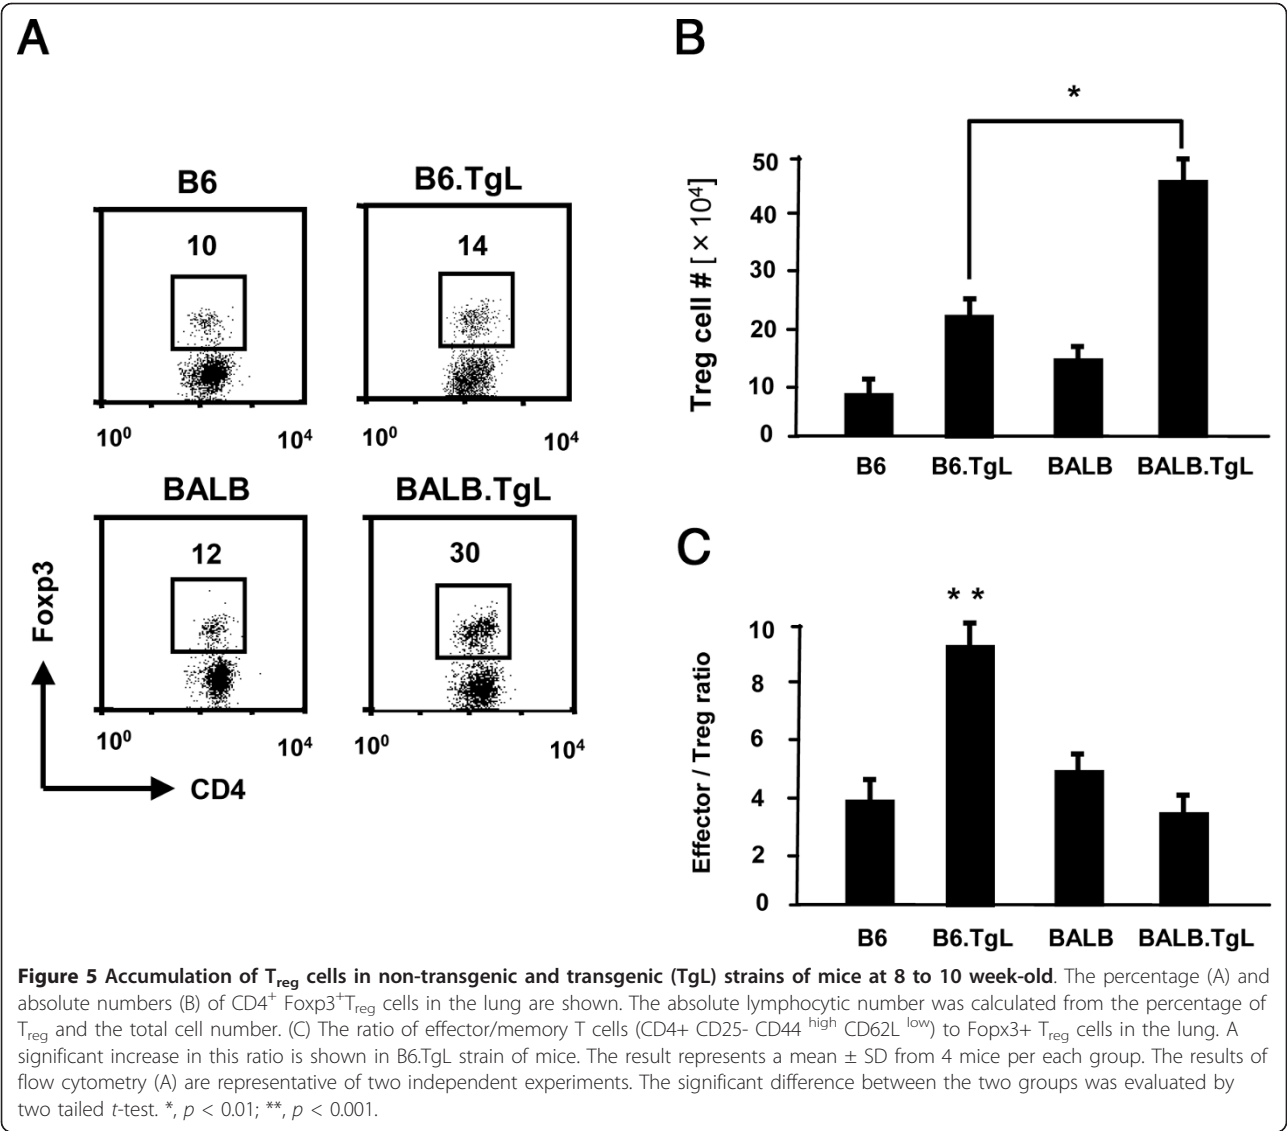 A
B6
10
10⁰ 10⁴
B6.TgL
14
10⁰ 10⁴
BALB
12
10⁰ 10⁴
BALB.TgL
30
10⁰ 10⁴
Foxp3
CD4
B
*
Treg cell # [ × 10⁴]
50
40
30
20
10
0
B6 B6.TgL BALB BALB.TgL
C
* *
Effector / Treg ratio
10
8
6
4
2
0
B6 B6.TgL BALB BALB.TgL
Figure 5 Accumulation of Treg cells in non-transgenic and transgenic (TgL) strains of mice at 8 to 10 week-old. The percentage (A) and
absolute numbers (B) of CD4⁺ Foxp3⁺Treg cells in the lung are shown. The absolute lymphocytic number was calculated from the percentage of
Treg and the total cell number. (C) The ratio of effector/memory T cells (CD4+ CD25- CD44 high CD62L low) to Fopx3+ Treg cells in the lung. A
significant increase in this ratio is shown in B6.TgL strain of mice. The result represents a mean ± SD from 4 mice per each group. The results of
flow cytometry (A) are representative of two independent experiments. The significant difference between the two groups was evaluated by
two tailed t-test. *, p < 0.01; **, p < 0.001.